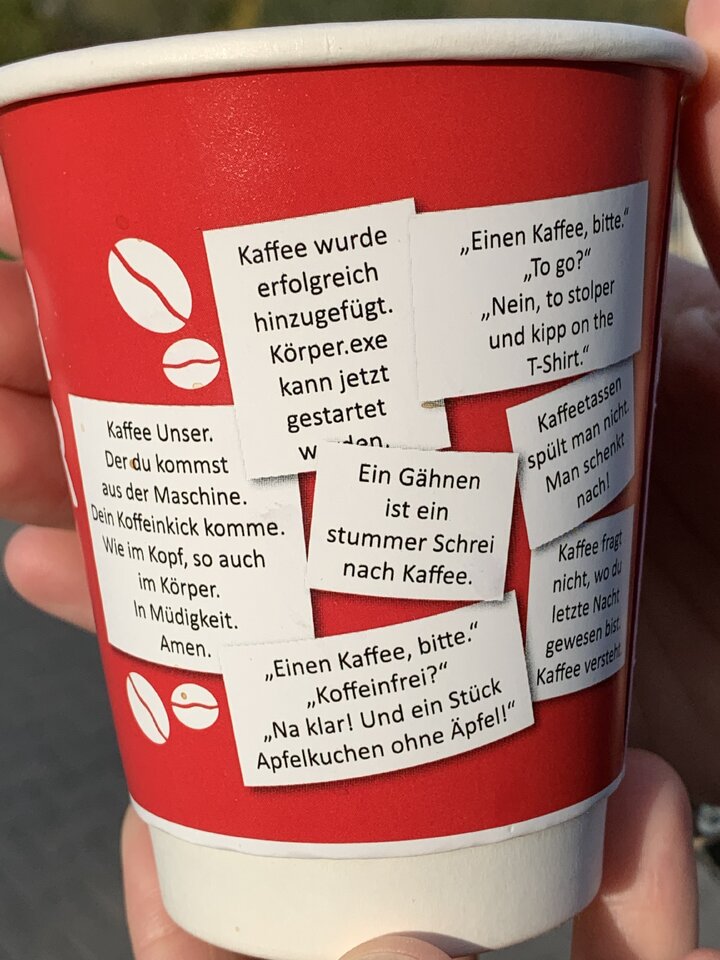 Kaffee wurde
erfolgreich
hinzugefügt.
Körper.exe
kann jetzt
gestartet
„Einen Kaffee, bitte.“
„To go?“
„Nein, to stolper
und kipp on the
T-Shirt.“
Kaffeetassen
spült man nicht.
Man schenkt
nach!
Kaffee Unser.
Der du kommst
aus der Maschine.
Dein Koffeinkick komme.
Wie im Kopf, so auch
im Körper.
In Müdigkeit.
Amen.
Ein Gähnen
ist ein
stummer Schrei
nach Kaffee.
Kaffee fragt
nicht, wo du
letzte Nacht
gewesen bist.
Kaffee versteht
„Einen Kaffee, bitte.“
„Koffeinfrei?“
„Na klar! Und ein Stück
Apfelkuchen ohne Äpfel!“